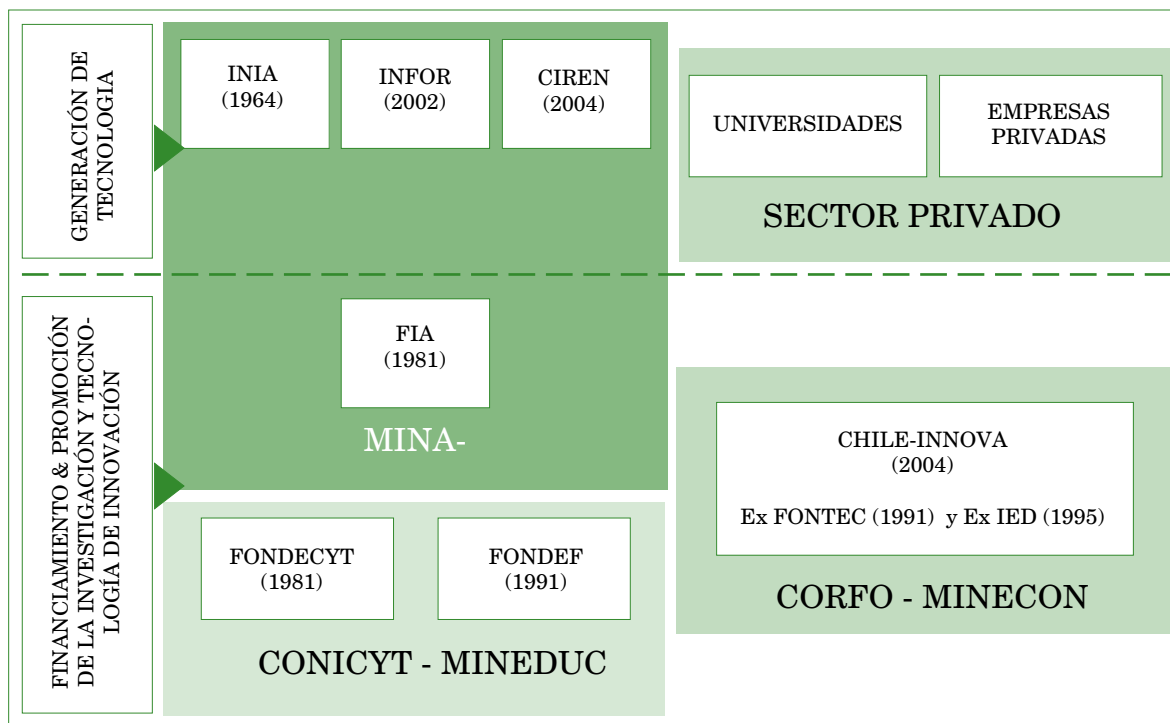 GENERACIÓN DE
TECNOLOGIA
INIA
(1964)
INFOR
(2002)
CIREN
(2004)
UNIVERSIDADES
EMPRESAS
PRIVADAS
SECTOR PRIVADO
FINANCIAMIENTO & PROMOCIÓN
DE LA INVESTIGACIÓN Y TECNO-
LOGÍA DE INNOVACIÓN
FIA
(1981)
MINA-
CHILE-INNOVA
(2004)
Ex FONTEC (1991) y Ex IED (1995)
CORFO - MINECON
FONDECYT
(1981)
FONDEF
(1991)
CONICYT - MINEDUC